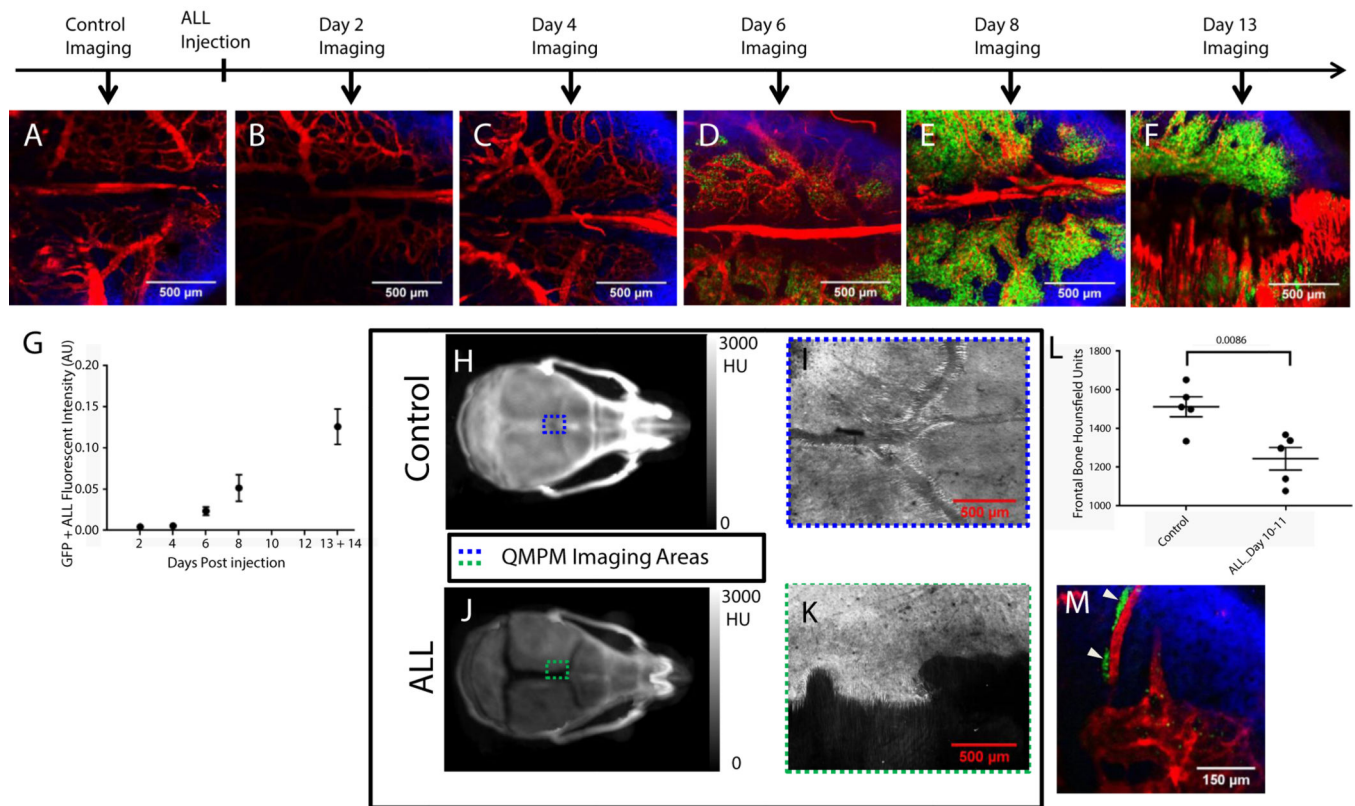 Control
Imaging
ALL
Injection
Day 2
Imaging
Day 4
Imaging
Day 6
Imaging
Day 8
Imaging
Day 13
Imaging
A
500 µm
B
500 µm
C
500 µm
D
500 µm
E
500 µm
F
500 µm
G
GFP + ALL Fluorescent Intensity (AU)
0.20
0.15
0.10
0.05
0.00
2 4 6 8 10 12 13 + 14
Days Post injection
Control
H
3000
HU
0
I
500 µm
QMPM Imaging Areas
ALL
J
3000
HU
0
K
500 µm
L
Frontal Bone Hounsfield Units
1800
1600
1400
1200
1000
0.0086
Control
ALL_Day 10-11
M
150 µm